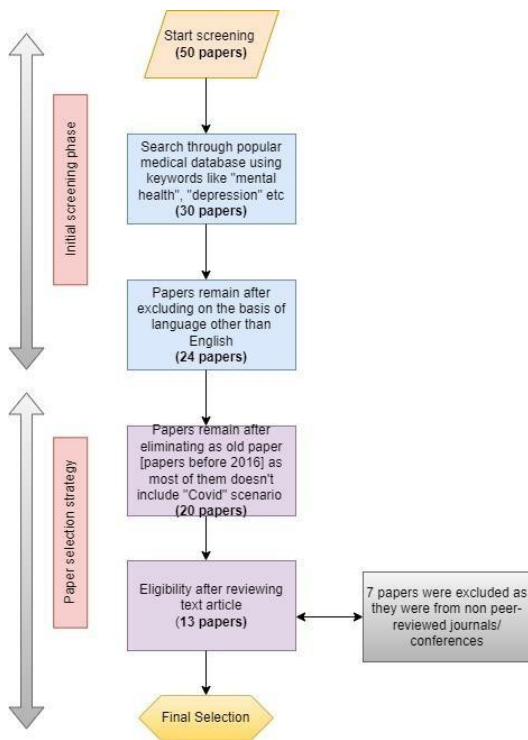 Start screening
(50 papers)
Initial screening phase
Search through popular
medical database using
keywords like "mental
health", "depression" etc
(30 papers)
Papers remain after
excluding on the basis of
language other than
English
(24 papers)
Paper selection strategy
Papers remain after
eliminating as old paper
[papers before 2016] as
most of them doesn't
include "Covid" scenario
(20 papers)
Eligibility after reviewing
text article
(13 papers)
7 papers were excluded as
they were from non peer-
reviewed journals/
conferences
Final Selection